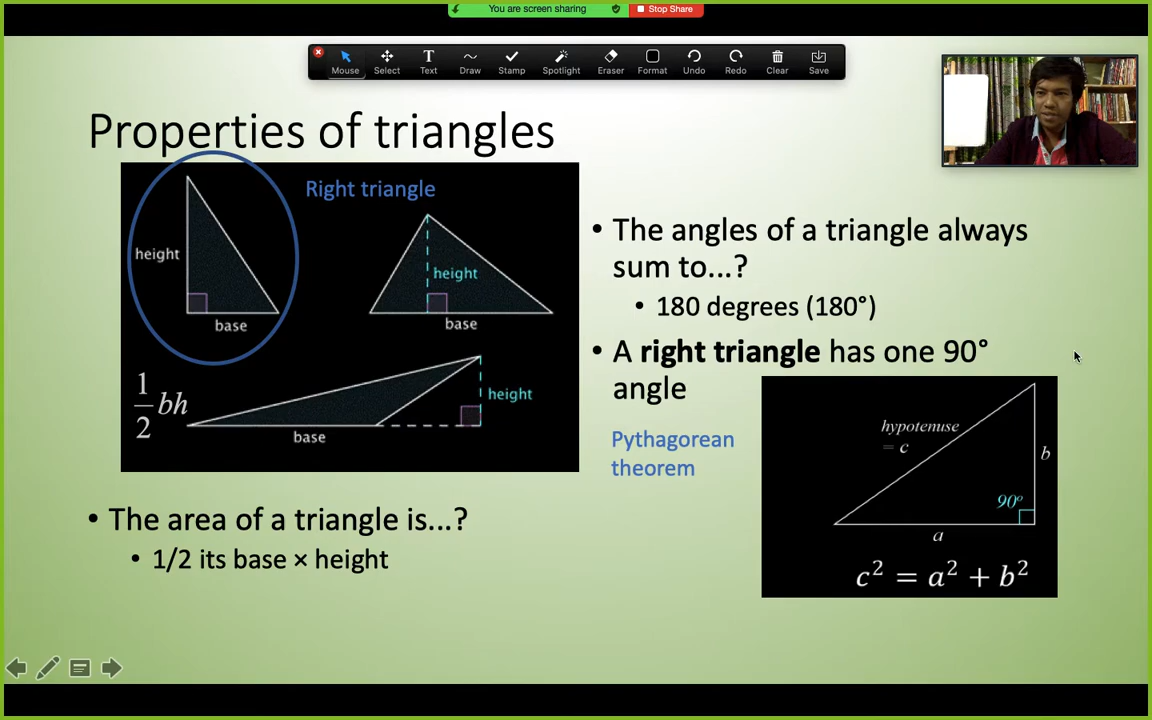 You are screen sharing
Stop Share
Mouse
Select
Text
Draw
Stamp
Spotlight
Eraser
Format
Undo
Redo
Clear
Save
T
Properties of triangles
Right triangle
height
base
height
base
height
base
1/2 bh
• The area of a triangle is...?
• 1/2 its base × height
• The angles of a triangle always
sum to...?
• 180 degrees (180°)
• A right triangle has one 90°
angle
Pythagorean
theorem
hypotenuse
= c
b
90°
a
c² = a² + b²